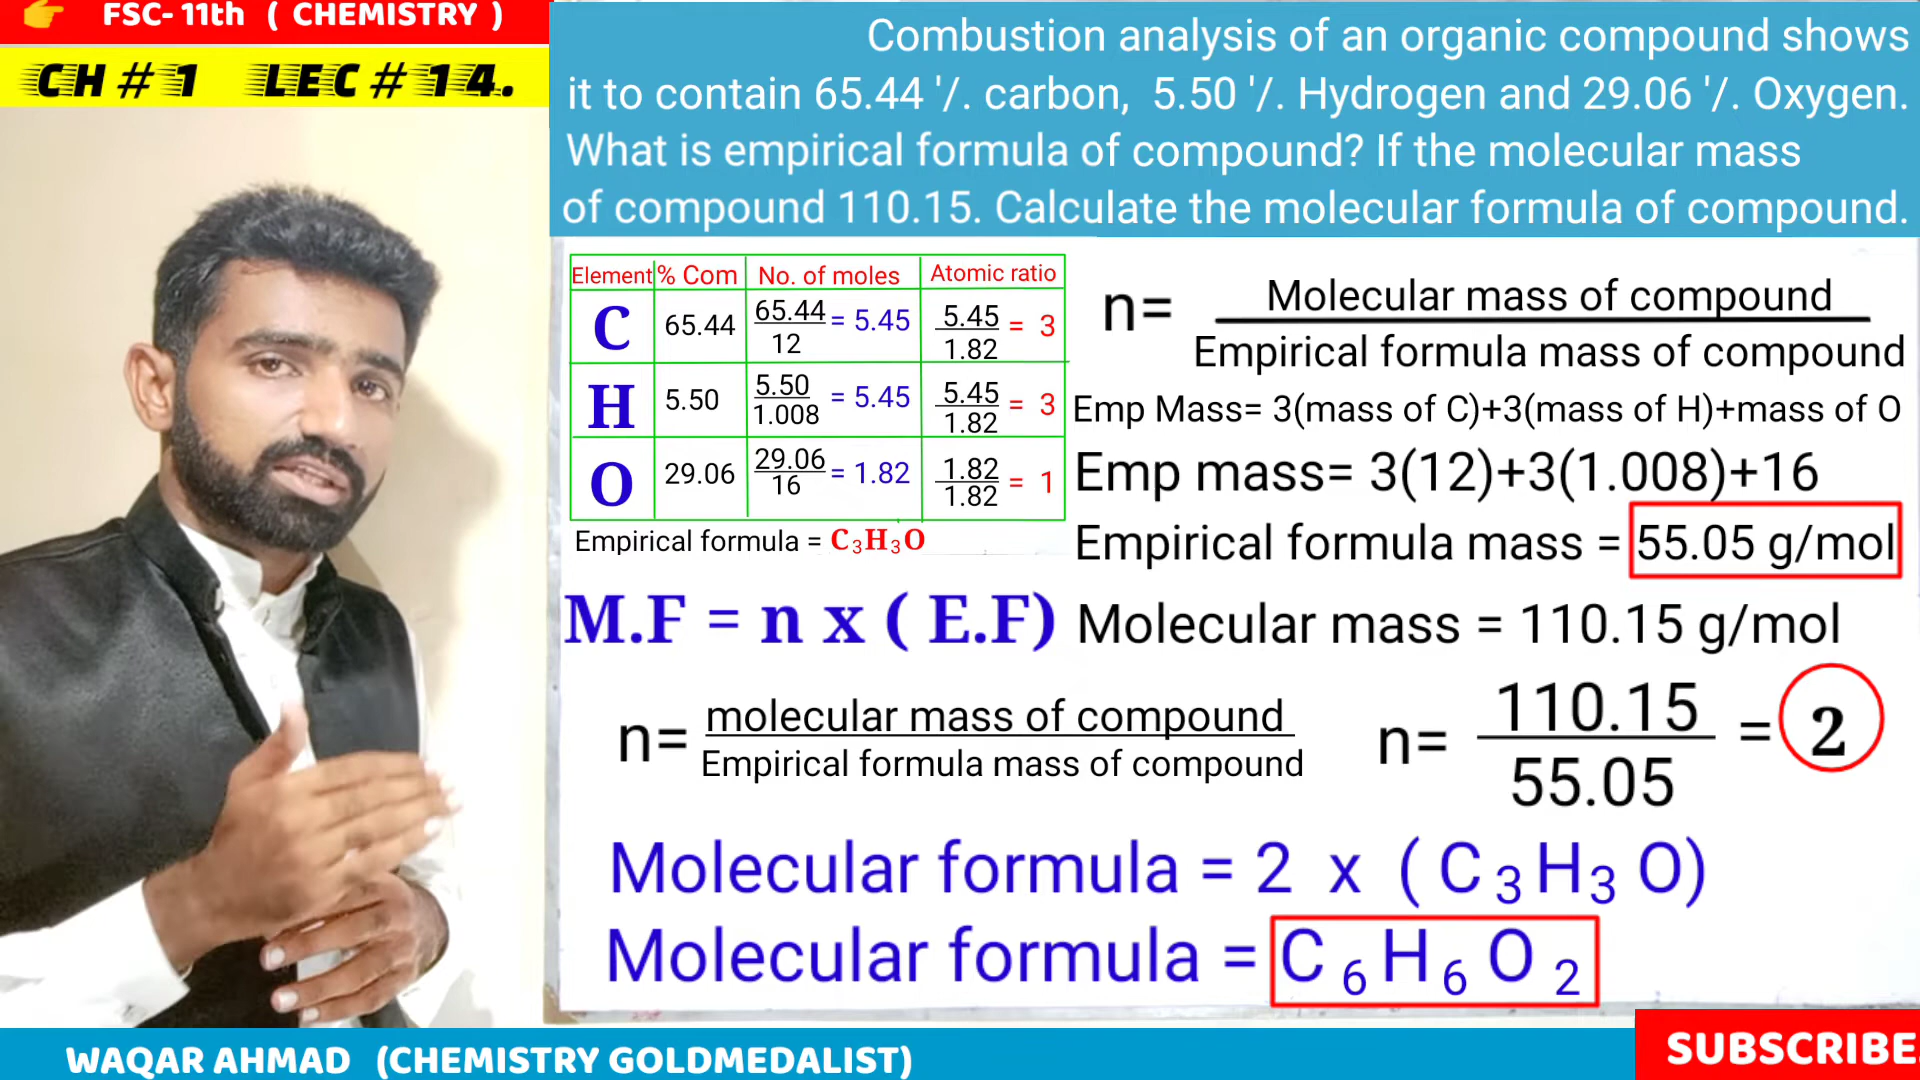 👉 FSC- 11th ( CHEMISTRY )
CH # 1 LEC # 14.
Combustion analysis of an organic compound shows
it to contain 65.44 '/. carbon, 5.50 '/. Hydrogen and 29.06 '/. Oxygen.
What is empirical formula of compound? If the molecular mass
of compound 110.15. Calculate the molecular formula of compound.
Element % Com No. of moles Atomic ratio
C 65.44 65.44/12 = 5.45 5.45/1.82 = 3
H 5.50 5.50/1.008 = 5.45 5.45/1.82 = 3
O 29.06 29.06/16 = 1.82 1.82/1.82 = 1
Empirical formula = C₃H₃O
M.F = n x ( E.F)
n= Molecular mass of compound
Empirical formula mass of compound
Emp Mass= 3(mass of C)+3(mass of H)+mass of O
Emp mass= 3(12)+3(1.008)+16
Empirical formula mass = 55.05 g/mol
Molecular mass = 110.15 g/mol
n= molecular mass of compound
Empirical formula mass of compound
n= 110.15/55.05 = 2
Molecular formula = 2 x ( C₃H₃O)
Molecular formula = C₆H₆O₂
WAQAR AHMAD (CHEMISTRY GOLDMEDALIST)
SUBSCRIBE